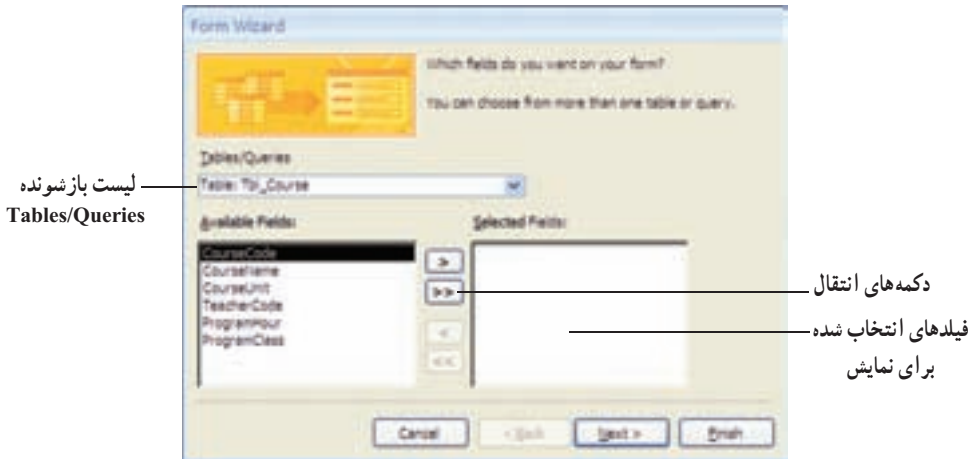 Form Wizard
Which fields do you want on your form?
You can choose from more than one table or query.
Tables/Queries
Table: Tbl_Course
لیست بازشونده
Tables/Queries
Available Fields:
Selected Fields:
CourseCode
CourseName
CourseUnit
TeacherCode
ProgramHour
ProgramClass
>
>>
<
<<
دکمه‌های انتقال
فیلدهای انتخاب شده
برای نمایش
Cancel
< Back
Next >
Finish